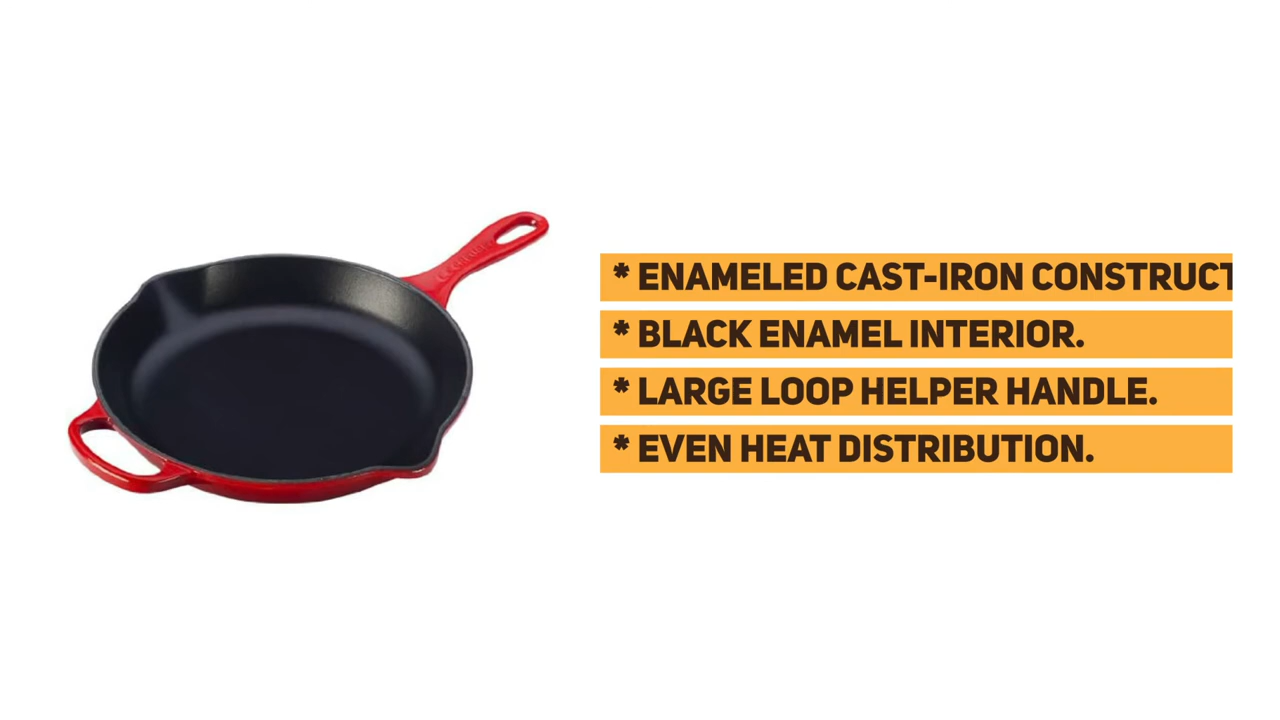 * ENAMELED CAST-IRON CONSTRUCT
* BLACK ENAMEL INTERIOR.
* LARGE LOOP HELPER HANDLE.
* EVEN HEAT DISTRIBUTION.